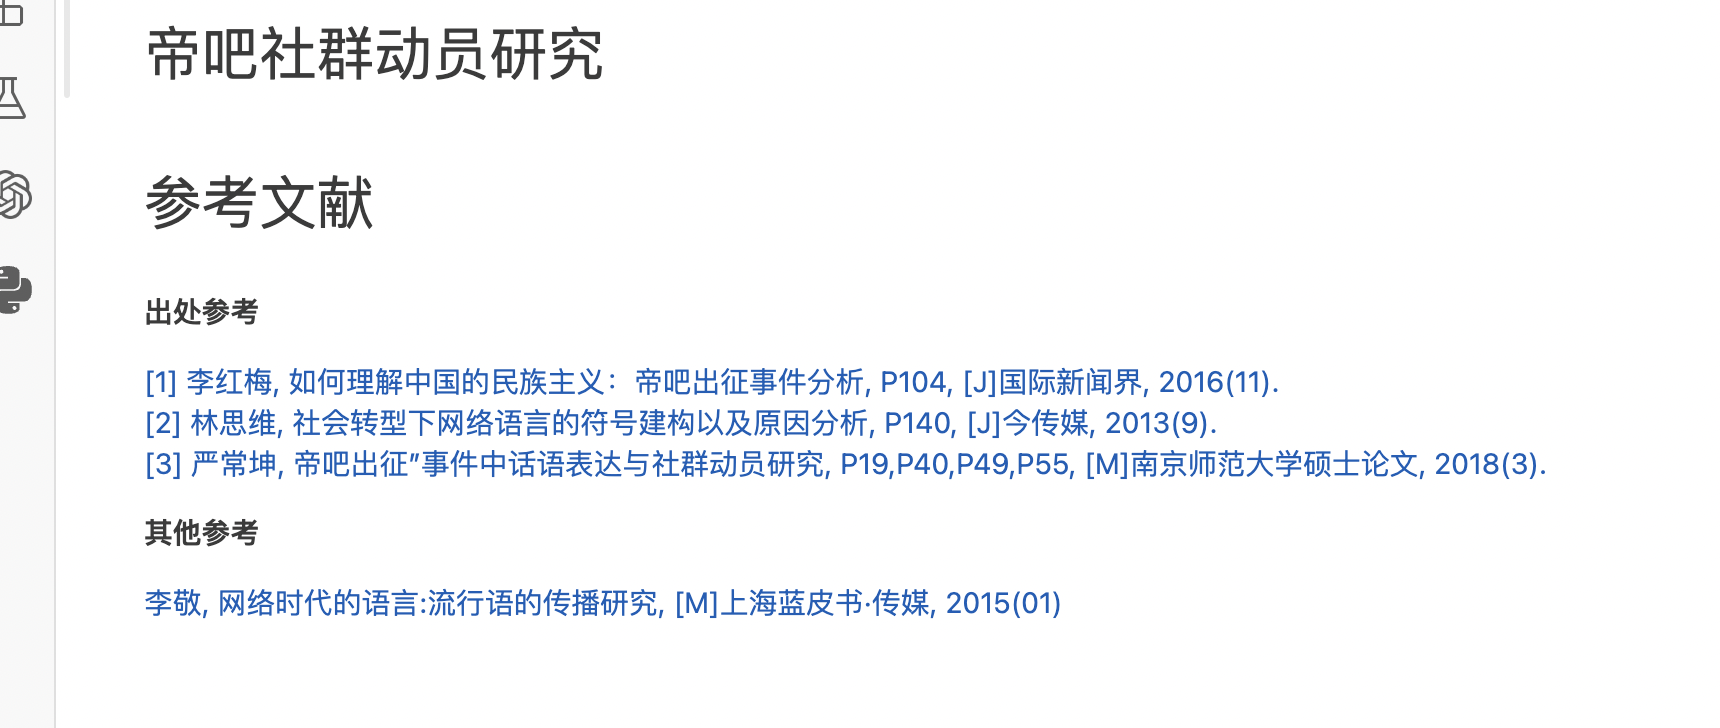 帝吧社群动员研究
参考文献
出处参考
[1] 李红梅, 如何理解中国的民族主义：帝吧出征事件分析, P104, [J]国际新闻界, 2016(11).
[2] 林思维, 社会转型下网络语言的符号建构以及原因分析, P140, [J]今传媒, 2013(9).
[3] 严常坤, 帝吧出征”事件中话语表达与社群动员研究, P19,P40,P49,P55, [M]南京师范大学硕士论文, 2018(3).
其他参考
李敬, 网络时代的语言:流行语的传播研究, [M]上海蓝皮书·传媒, 2015(01)